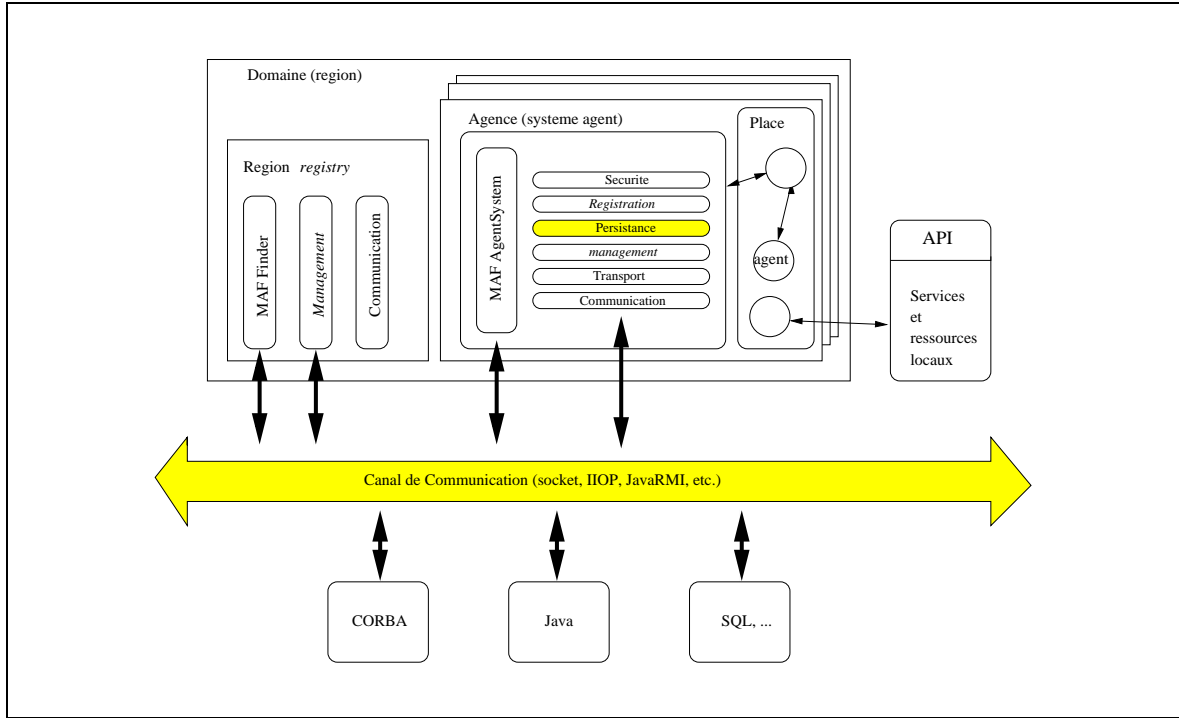 Domaine (region)
Agence (systeme agent)
Place
Region registry
MAF Finder
Management
Communication
MAF AgentSystem
Securite
Registration
Persistance
management
Transport
Communication
agent
API
Services
et
ressources
locaux
Canal de Communication (socket, IIOP, JavaRMI, etc.)
CORBA
Java
SQL, ...